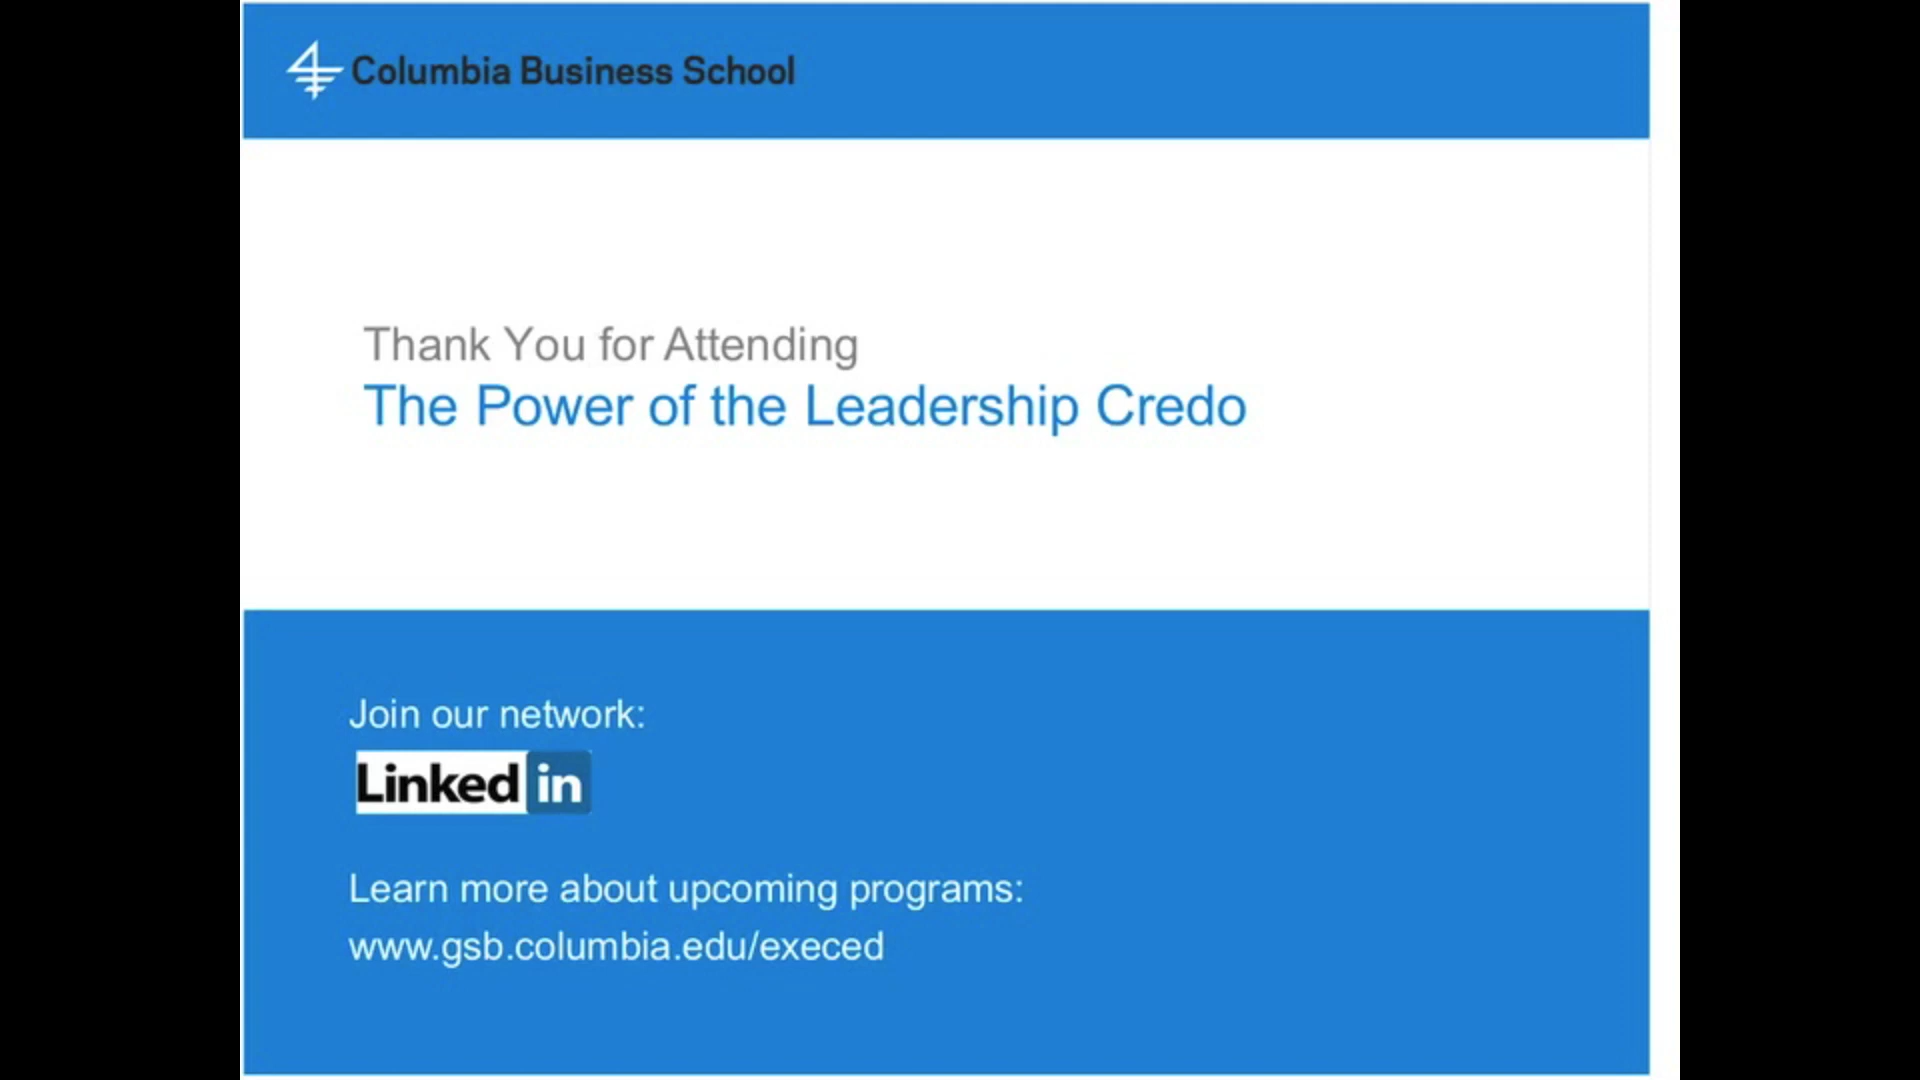 Columbia Business School
Thank You for Attending
The Power of the Leadership Credo
Join our network:
Linked in
Learn more about upcoming programs:
www.gsb.columbia.edu/execed